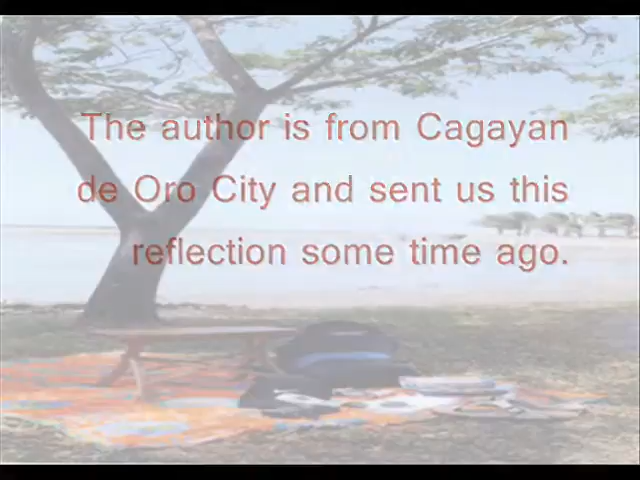 The author is from Cagayan
de Oro City and sent us this
reflection some time ago.